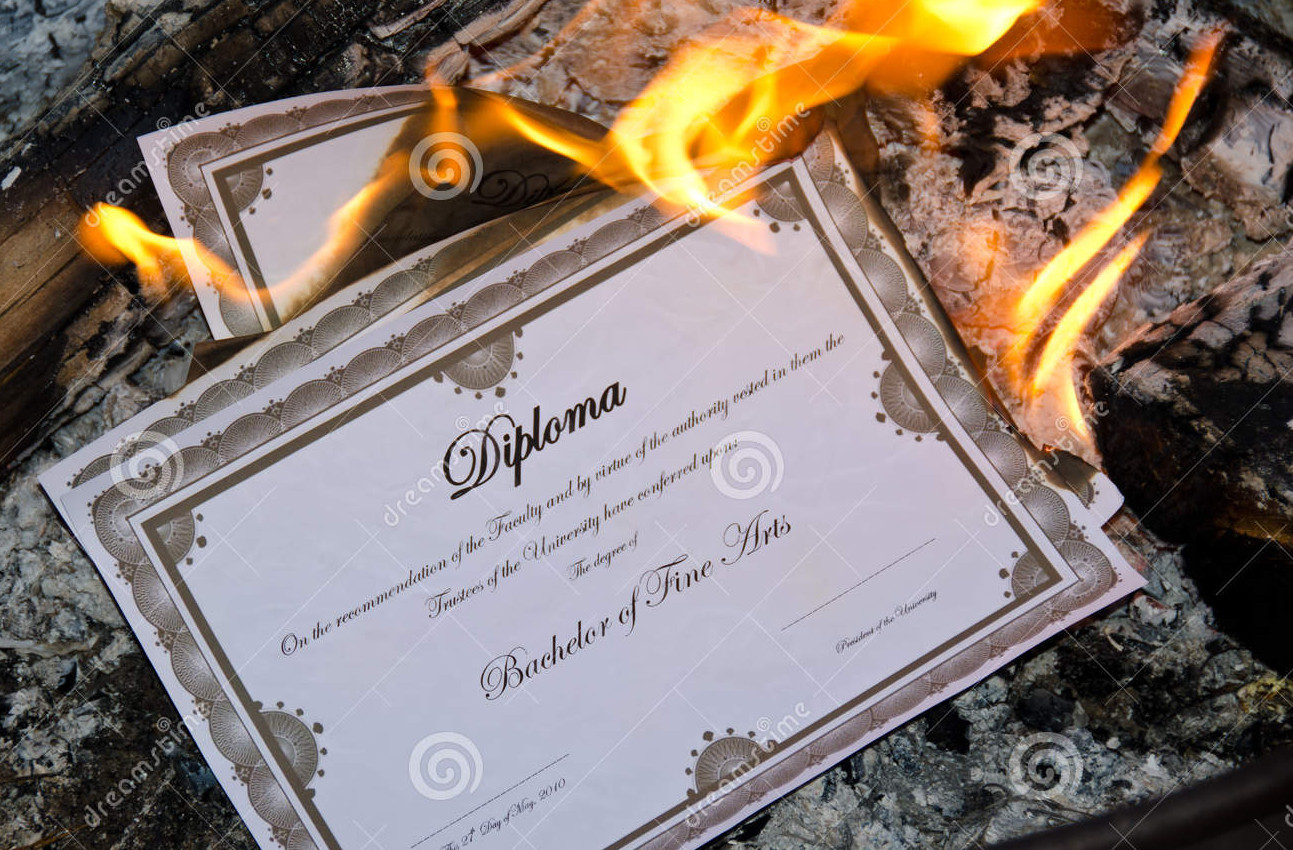 Diploma
On the recommendation of the Faculty and by virtue of the authority vested in them the
Trustees of the University have conferred upon:
The degree of
Bachelor of Fine Arts
President of the University
This 27th Day of May, 2010
dreamstime
dreamstime
dreamstime
dreamstime
dreamstime
dreamstime